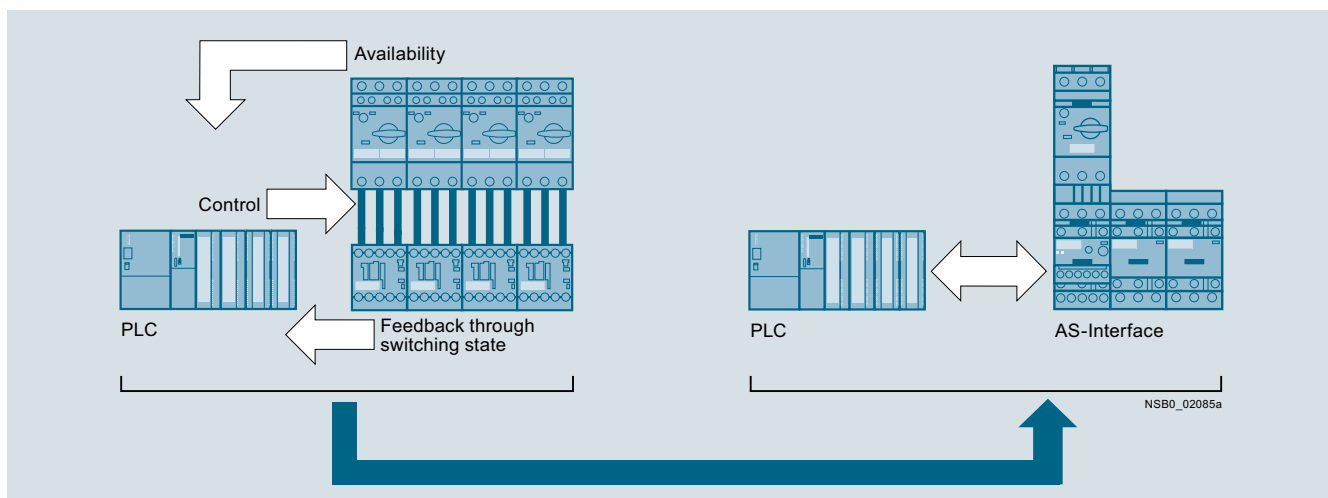 Availability
Control
PLC
Feedback through
switching state
PLC
AS-Interface
NSB0_02085a